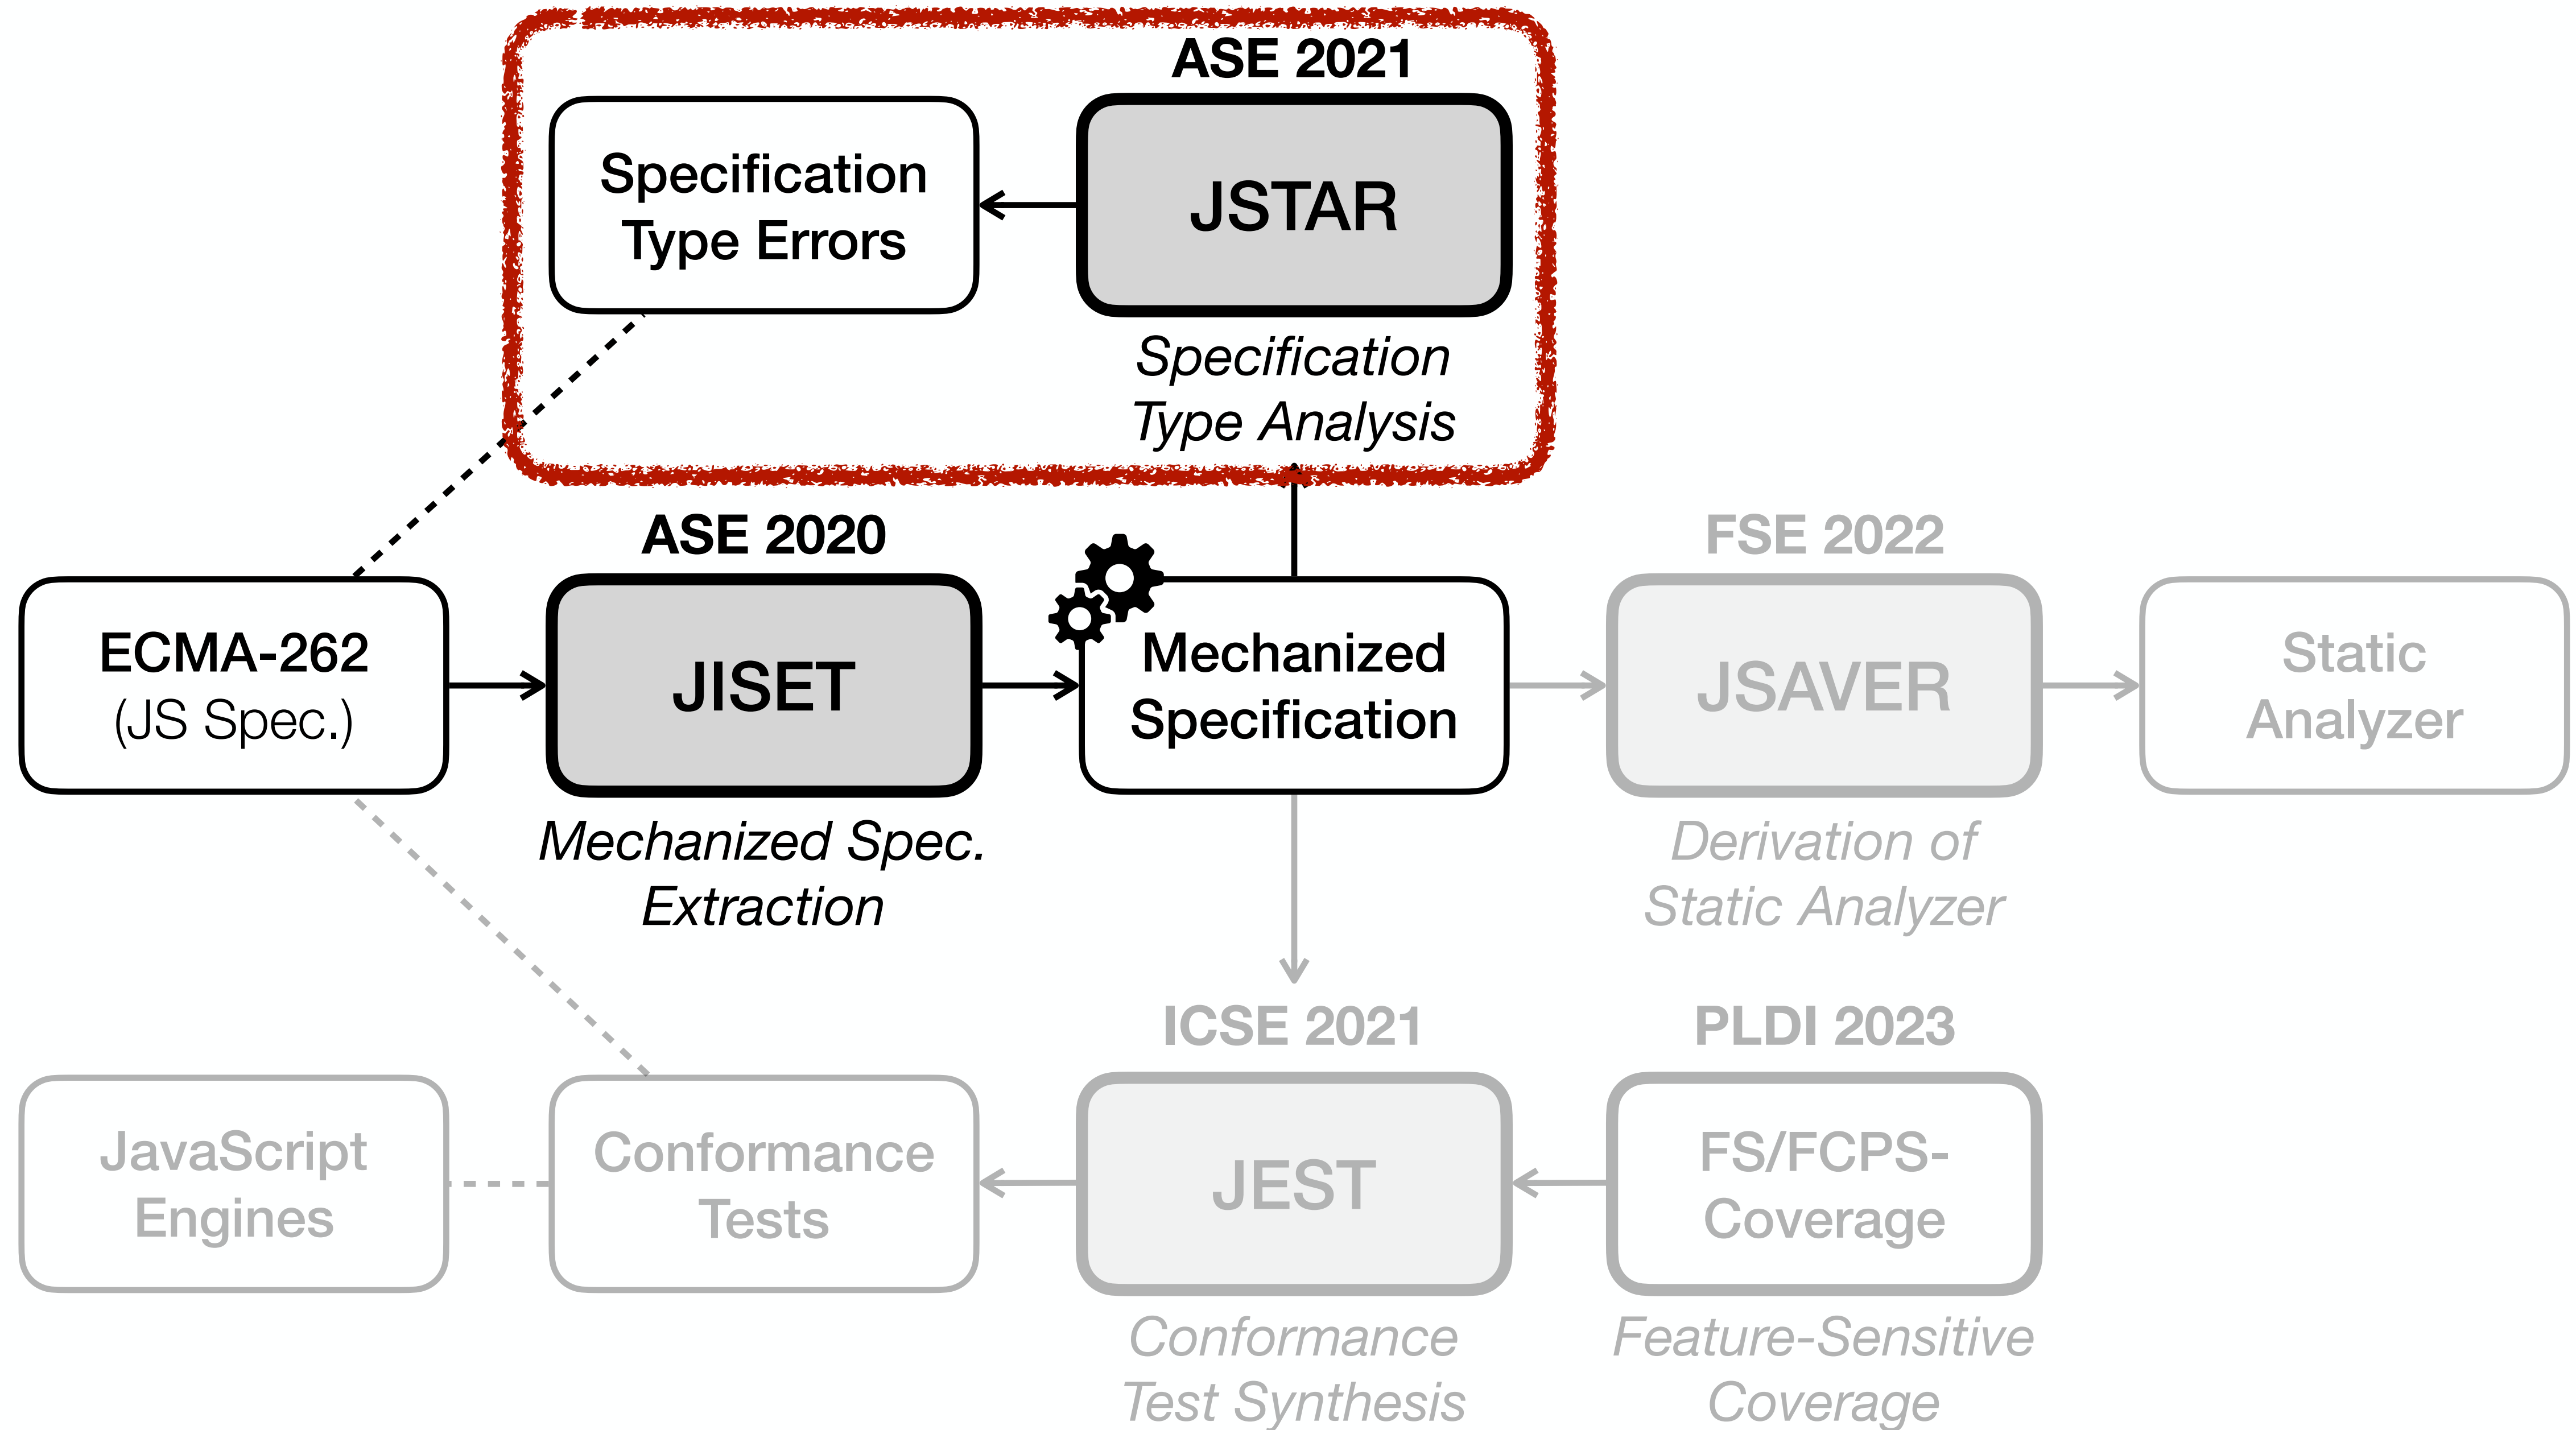 ASE 2021
Specification
Type Errors
JSTAR
Specification
Type Analysis
ASE 2020
FSE 2022
ECMA-262
(JS Spec.)
JISET
Mechanized
Specification
JSAVER
Static
Analyzer
Mechanized Spec.
Extraction
Derivation of
Static Analyzer
ICSE 2021
PLDI 2023
JavaScript
Engines
Conformance
Tests
JEST
FS/FCPS-
Coverage
Conformance
Test Synthesis
Feature-Sensitive
Coverage